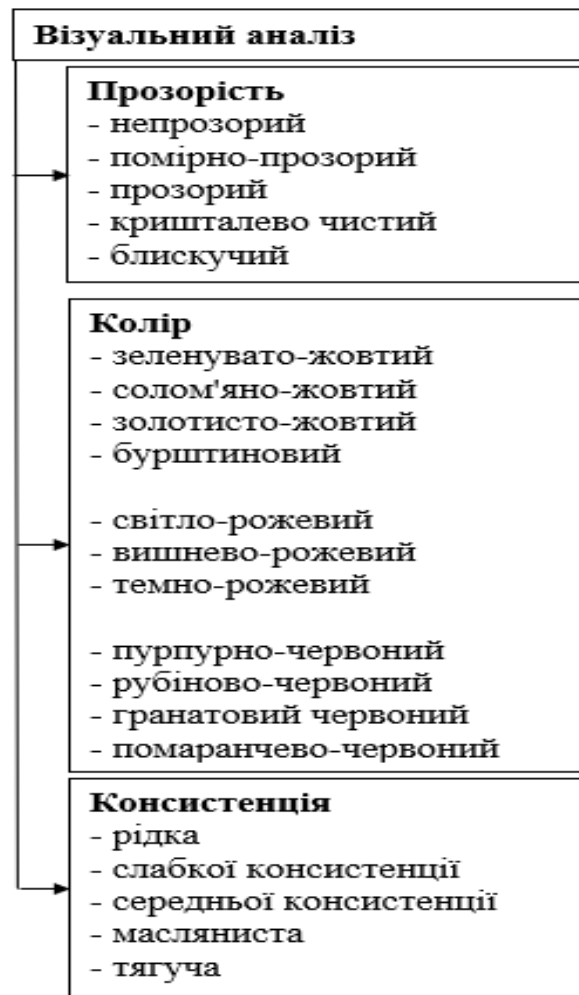 Візуальний аналіз
Прозорість
- непрозорий
- помірно-прозорий
- прозорий
- кришталево чистий
- блискучий
Колір
- зеленувато-жовтий
- солом'яно-жовтий
- золотисто-жовтий
- бурштиновий
- світло-рожевий
- вишнево-рожевий
- темно-рожевий
- пурпурно-червоний
- рубіново-червоний
- гранатовий червоний
- помаранчево-червоний
Консистенція
- рідка
- слабкої консистенції
- середньої консистенції
- масляниста
- тягуча